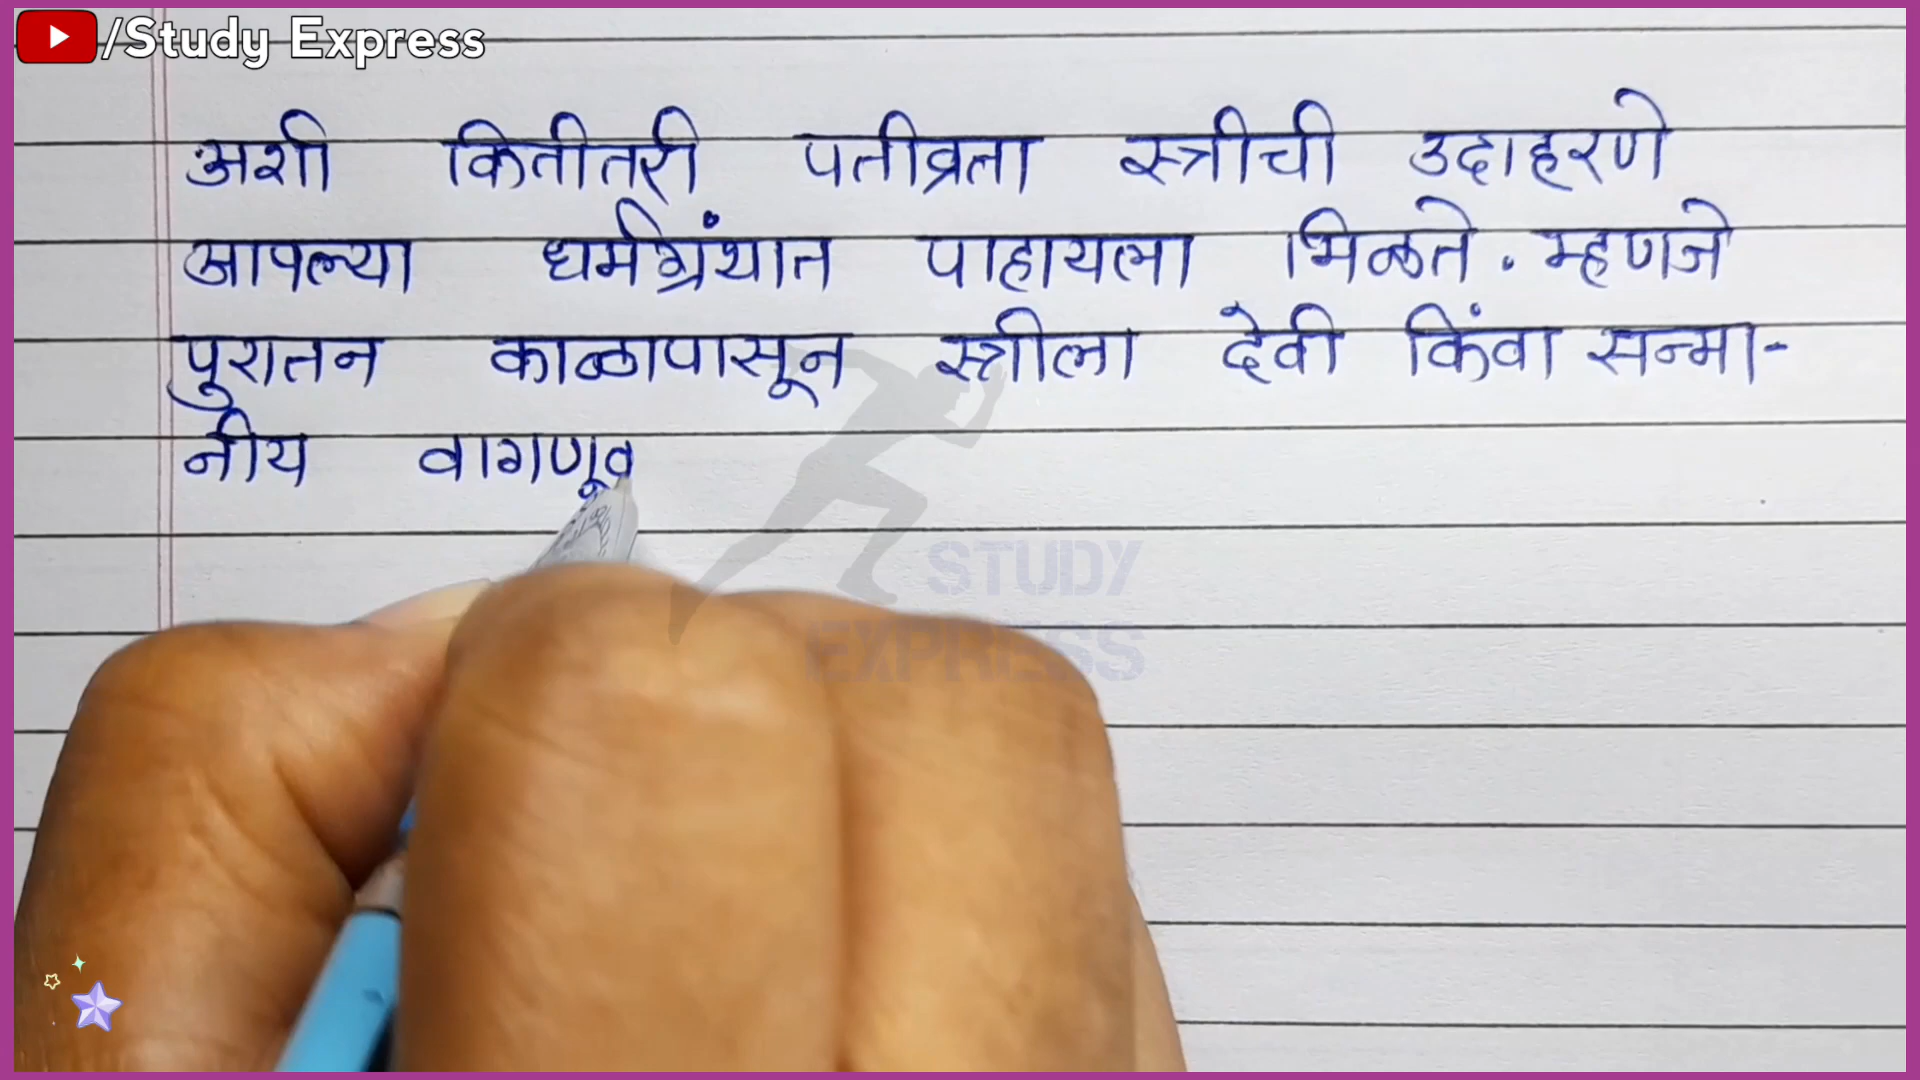 /Study Express
अशी कितीतरी पतीव्रता स्त्रीची उदाहरणे
आपल्या धर्मग्रंथात पाहायला मिळते. म्हणजे
पुरातन काळापासून स्त्रीला देवी किंवा सन्मा-
नीय वागणूव
STUDY
EXPRESS